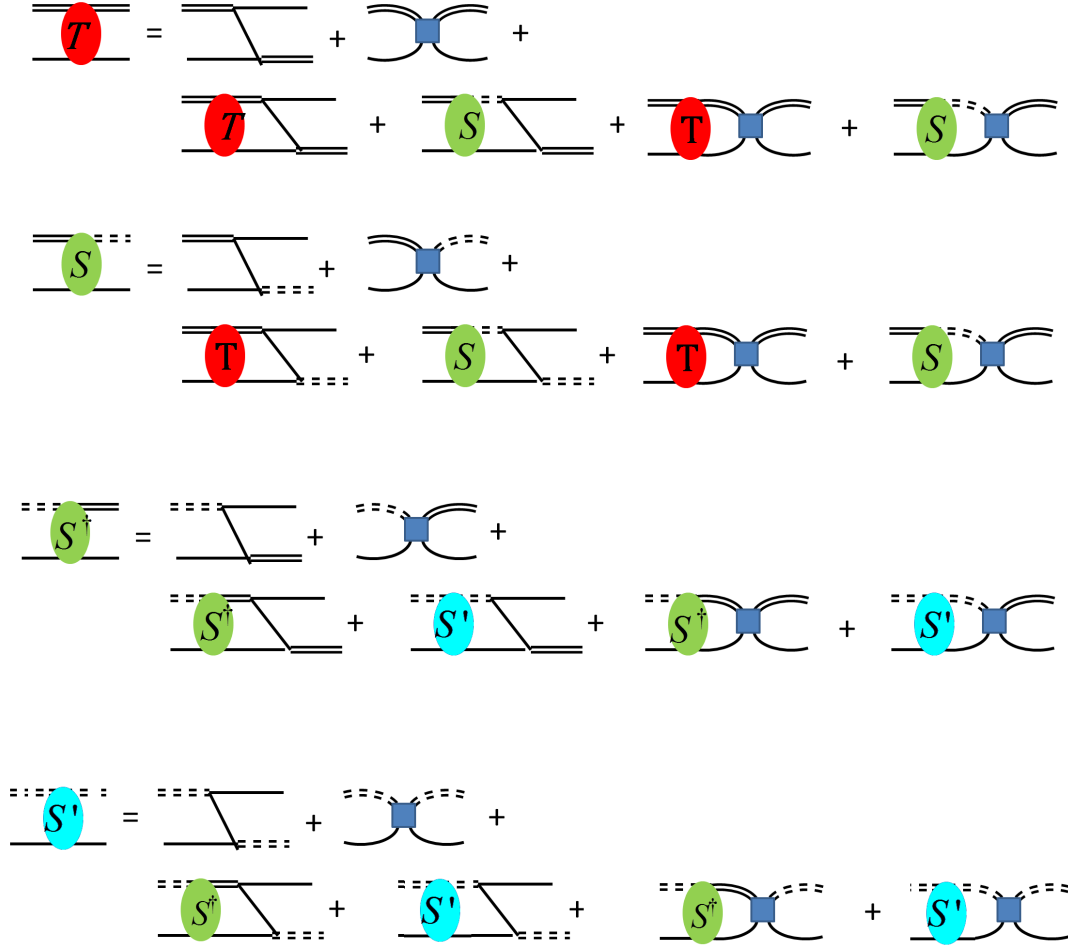 T = + +
T + S + T + S
S = + +
T + S + T + S
S† = + +
S† + S' + S† + S'
S' = + +
S† + S' + S† + S'